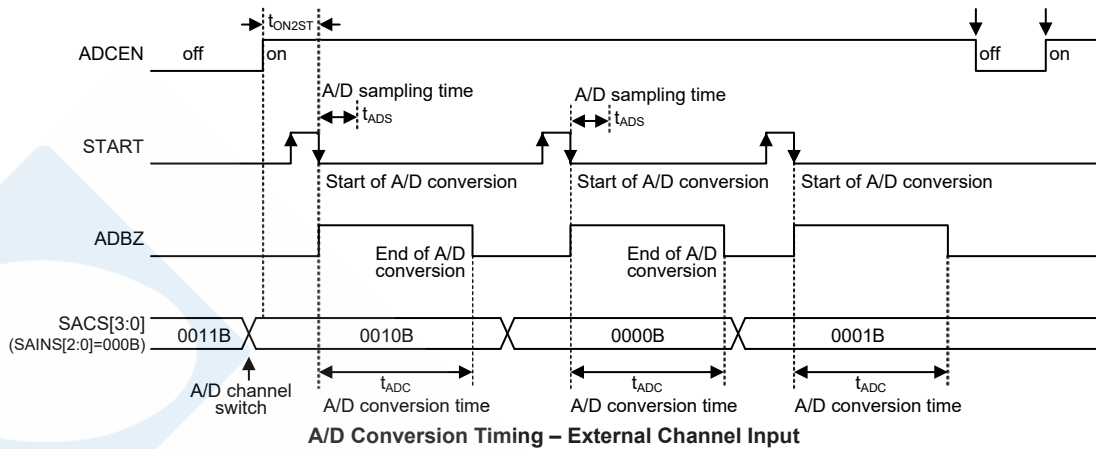 tON2ST
ADCEN off on off on
A/D sampling time A/D sampling time
tADS tADS
START
Start of A/D conversion Start of A/D conversion Start of A/D conversion
ADBZ
End of A/D conversion End of A/D conversion
SACS[3:0]
(SAINS[2:0]=000B)
0011B 0010B 0000B 0001B
A/D channel switch
tADC tADC tADC
A/D conversion time A/D conversion time A/D conversion time
A/D Conversion Timing – External Channel Input